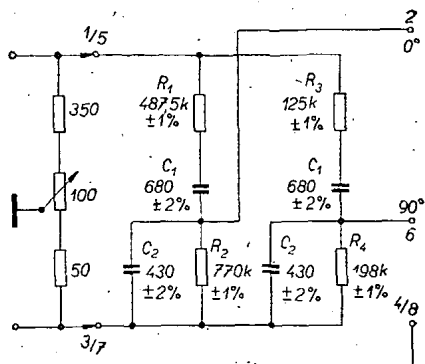 1/5
2
0°
350
R1
487,5k
±1%
R3
125k
±1%
100
C1
680
±2%
C1
680
±2%
90°
6
50
C2
430
±2%
R2
770k
±1%
C2
430
±2%
R4
198k
±1%
4/8
3/7